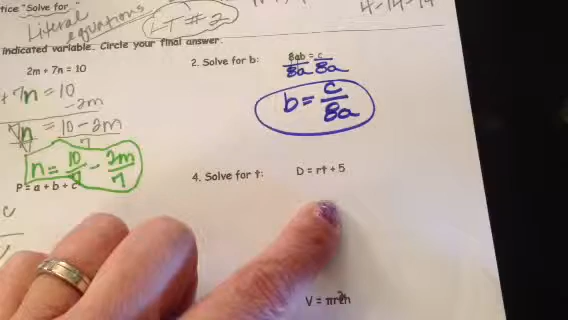 tice "Solve for
Literal equations
LT #2
4-14-14
indicated variable. Circle your final answer.
2m + 7n = 10
+ 7n = 10
-2m
7n = 10 - 2m
7
n = 10/7 - 2m/7
2. Solve for b:
8ab = c
8a 8a
b = c/8a
P = a + b + c
4. Solve for t:
D = rt + 5
c
V = πr²h